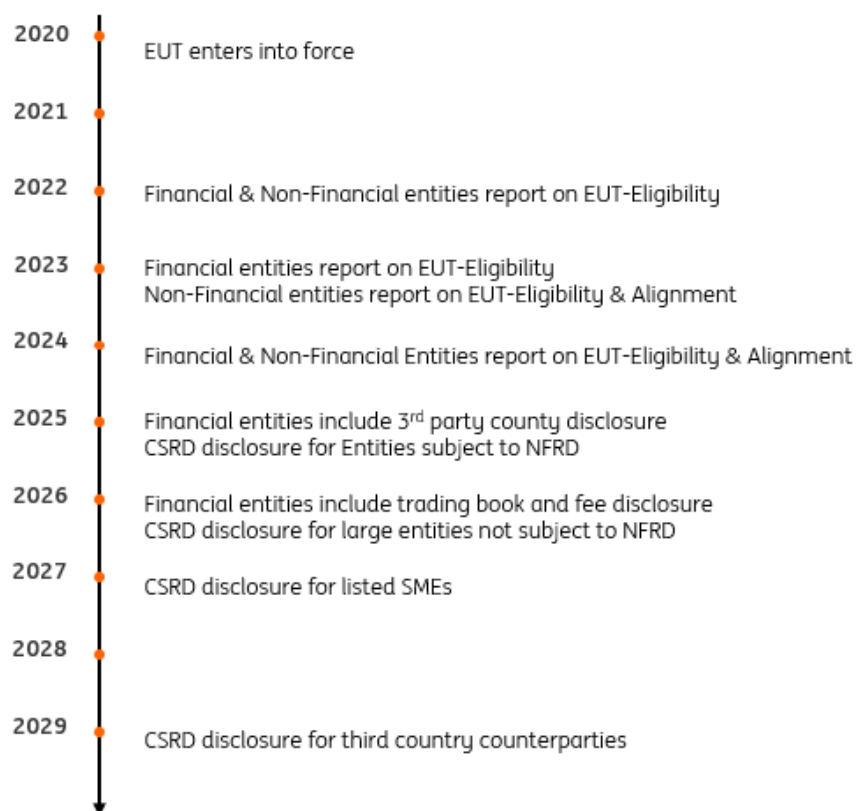 2020
EUT enters into force
2021
2022
Financial & Non-Financial entities report on EUT-Eligibility
2023
Financial entities report on EUT-Eligibility
Non-Financial entities report on EUT-Eligibility & Alignment
2024
Financial & Non-Financial Entities report on EUT-Eligibility & Alignment
2025
Financial entities include 3rd party county disclosure
CSRD disclosure for Entities subject to NFRD
2026
Financial entities include trading book and fee disclosure
CSRD disclosure for large entities not subject to NFRD
2027
CSRD disclosure for listed SMEs
2028
2029
CSRD disclosure for third country counterparties